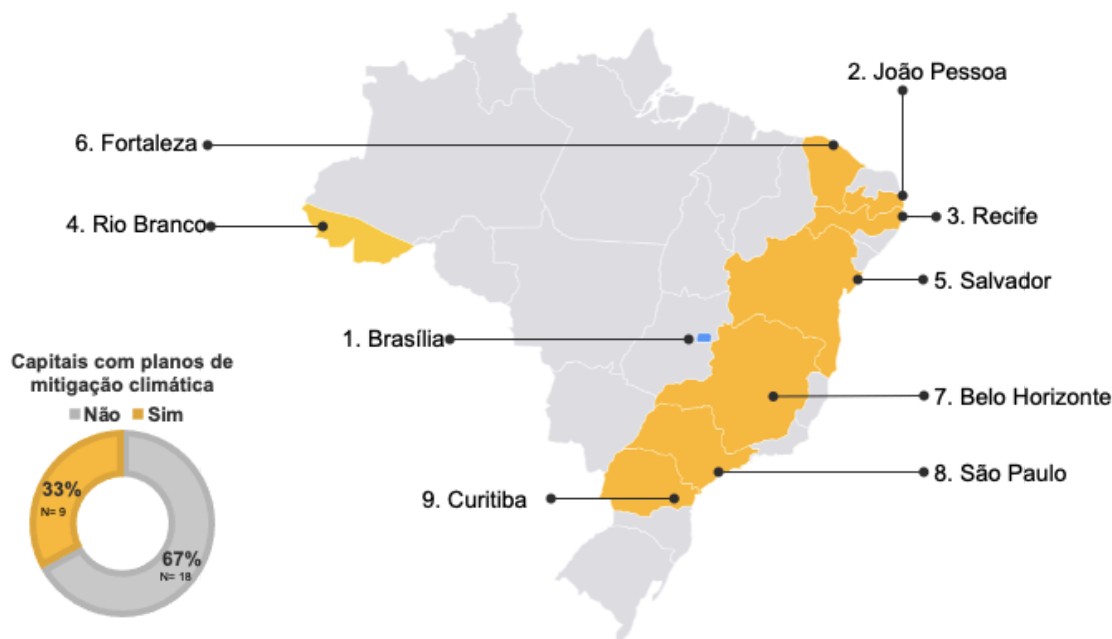 2. João Pessoa
6. Fortaleza
4. Rio Branco
3. Recife
5. Salvador
1. Brasília
7. Belo Horizonte
8. São Paulo
9. Curitiba
Capitais com planos de
mitigação climática
Não Sim
33%
N= 9
67%
N= 18